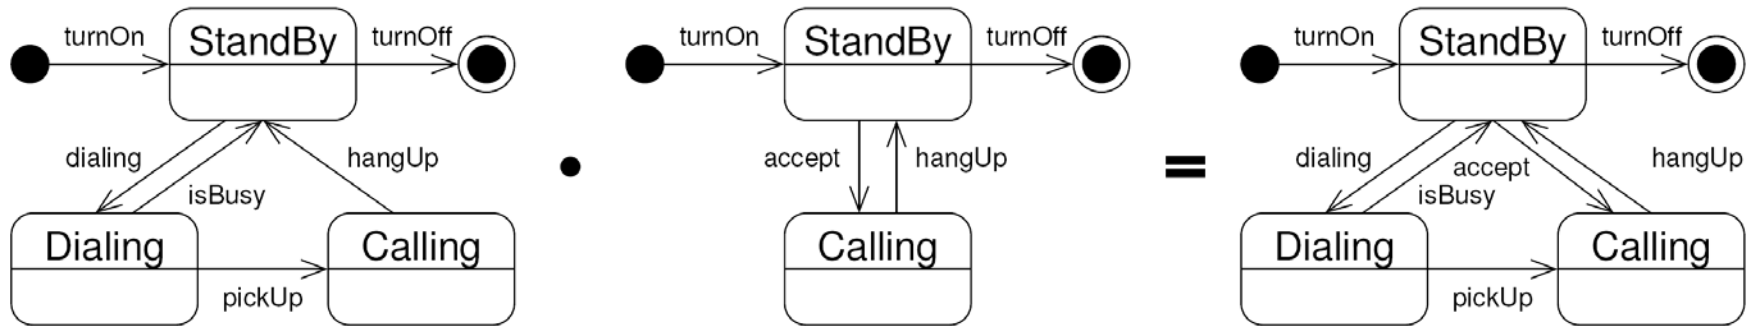 turnOn
StandBy
turnOff
dialing
isBusy
hangUp
Dialing
Calling
pickUp
•
turnOn
StandBy
turnOff
accept
hangUp
Calling
=
turnOn
StandBy
turnOff
dialing
accept
isBusy
hangUp
Dialing
Calling
pickUp